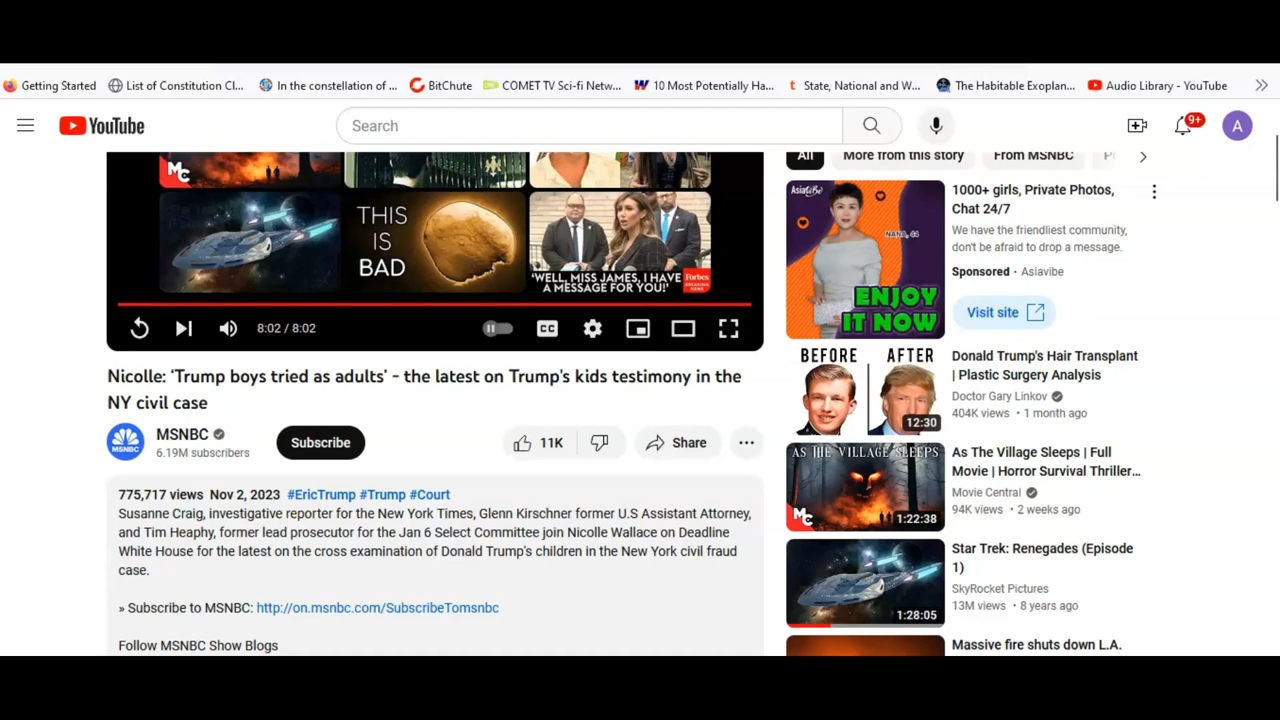 Getting Started
List of Constitution Cl...
In the constellation of ...
BitChute
COMET TV Sci-fi Netw...
10 Most Potentially Ha...
State, National and W...
The Habitable Exoplan...
Audio Library - YouTube
YouTube
Search
9+
A
MC
THIS
IS
BAD
'WELL, MISS JAMES, I HAVE
A MESSAGE FOR YOU!'
Forbes
BREAKING NEWS
8:02 / 8:02
CC
Nicolle: ‘Trump boys tried as adults’ - the latest on Trump's kids testimony in the
NY civil case
MSNBC
MSNBC
6.19M subscribers
Subscribe
11K
Share
775,717 views Nov 2, 2023 #EricTrump #Trump #Court
Susanne Craig, investigative reporter for the New York Times, Glenn Kirschner former U.S Assistant Attorney,
and Tim Heaphy, former lead prosecutor for the Jan 6 Select Committee join Nicolle Wallace on Deadline
White House for the latest on the cross examination of Donald Trump's children in the New York civil fraud
case.
» Subscribe to MSNBC: http://on.msnbc.com/SubscribeTomsnbc
Follow MSNBC Show Blogs
All
More from this story
From MSNBC
AsiaVibe
NANA, 44
ENJOY
IT NOW
1000+ girls, Private Photos,
Chat 24/7
We have the friendliest community,
don't be afraid to drop a message.
Sponsored · Asiavibe
Visit site
BEFORE AFTER
12:30
Donald Trump's Hair Transplant
| Plastic Surgery Analysis
Doctor Gary Linkov
404K views · 1 month ago
AS THE VILLAGE SLEEPS
MC
1:22:38
As The Village Sleeps | Full
Movie | Horror Survival Thriller...
Movie Central
94K views · 2 weeks ago
1:28:05
Star Trek: Renegades (Episode
1)
SkyRocket Pictures
13M views · 8 years ago
Massive fire shuts down L.A.